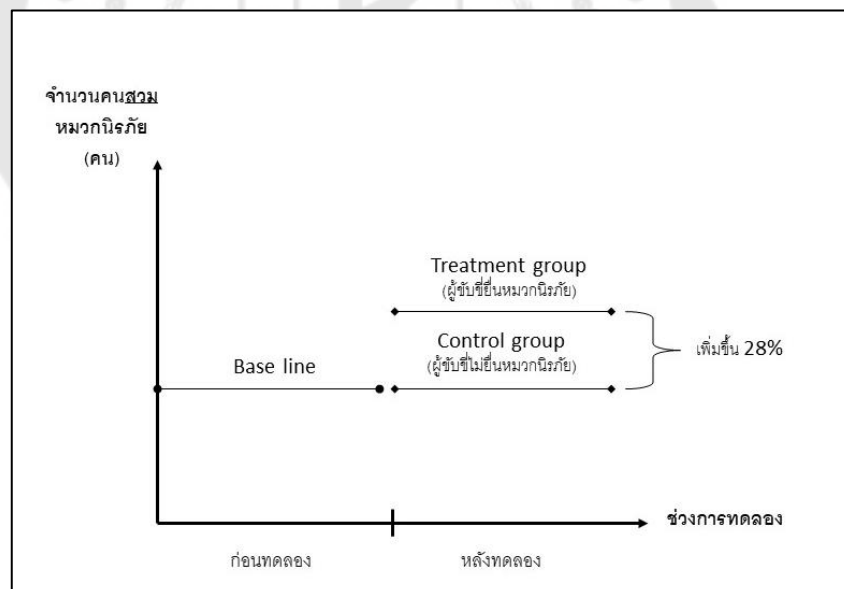 จำนวนคนสวม
หมวกนิรภัย
(คน)
Treatment group
(ผู้ขับขี่ยื่นหมวกนิรภัย)
Control group
(ผู้ขับขี่ไม่ยื่นหมวกนิรภัย)
Base line
เพิ่มขึ้น 28%
ช่วงการทดลอง
ก่อนทดลอง
หลังทดลอง